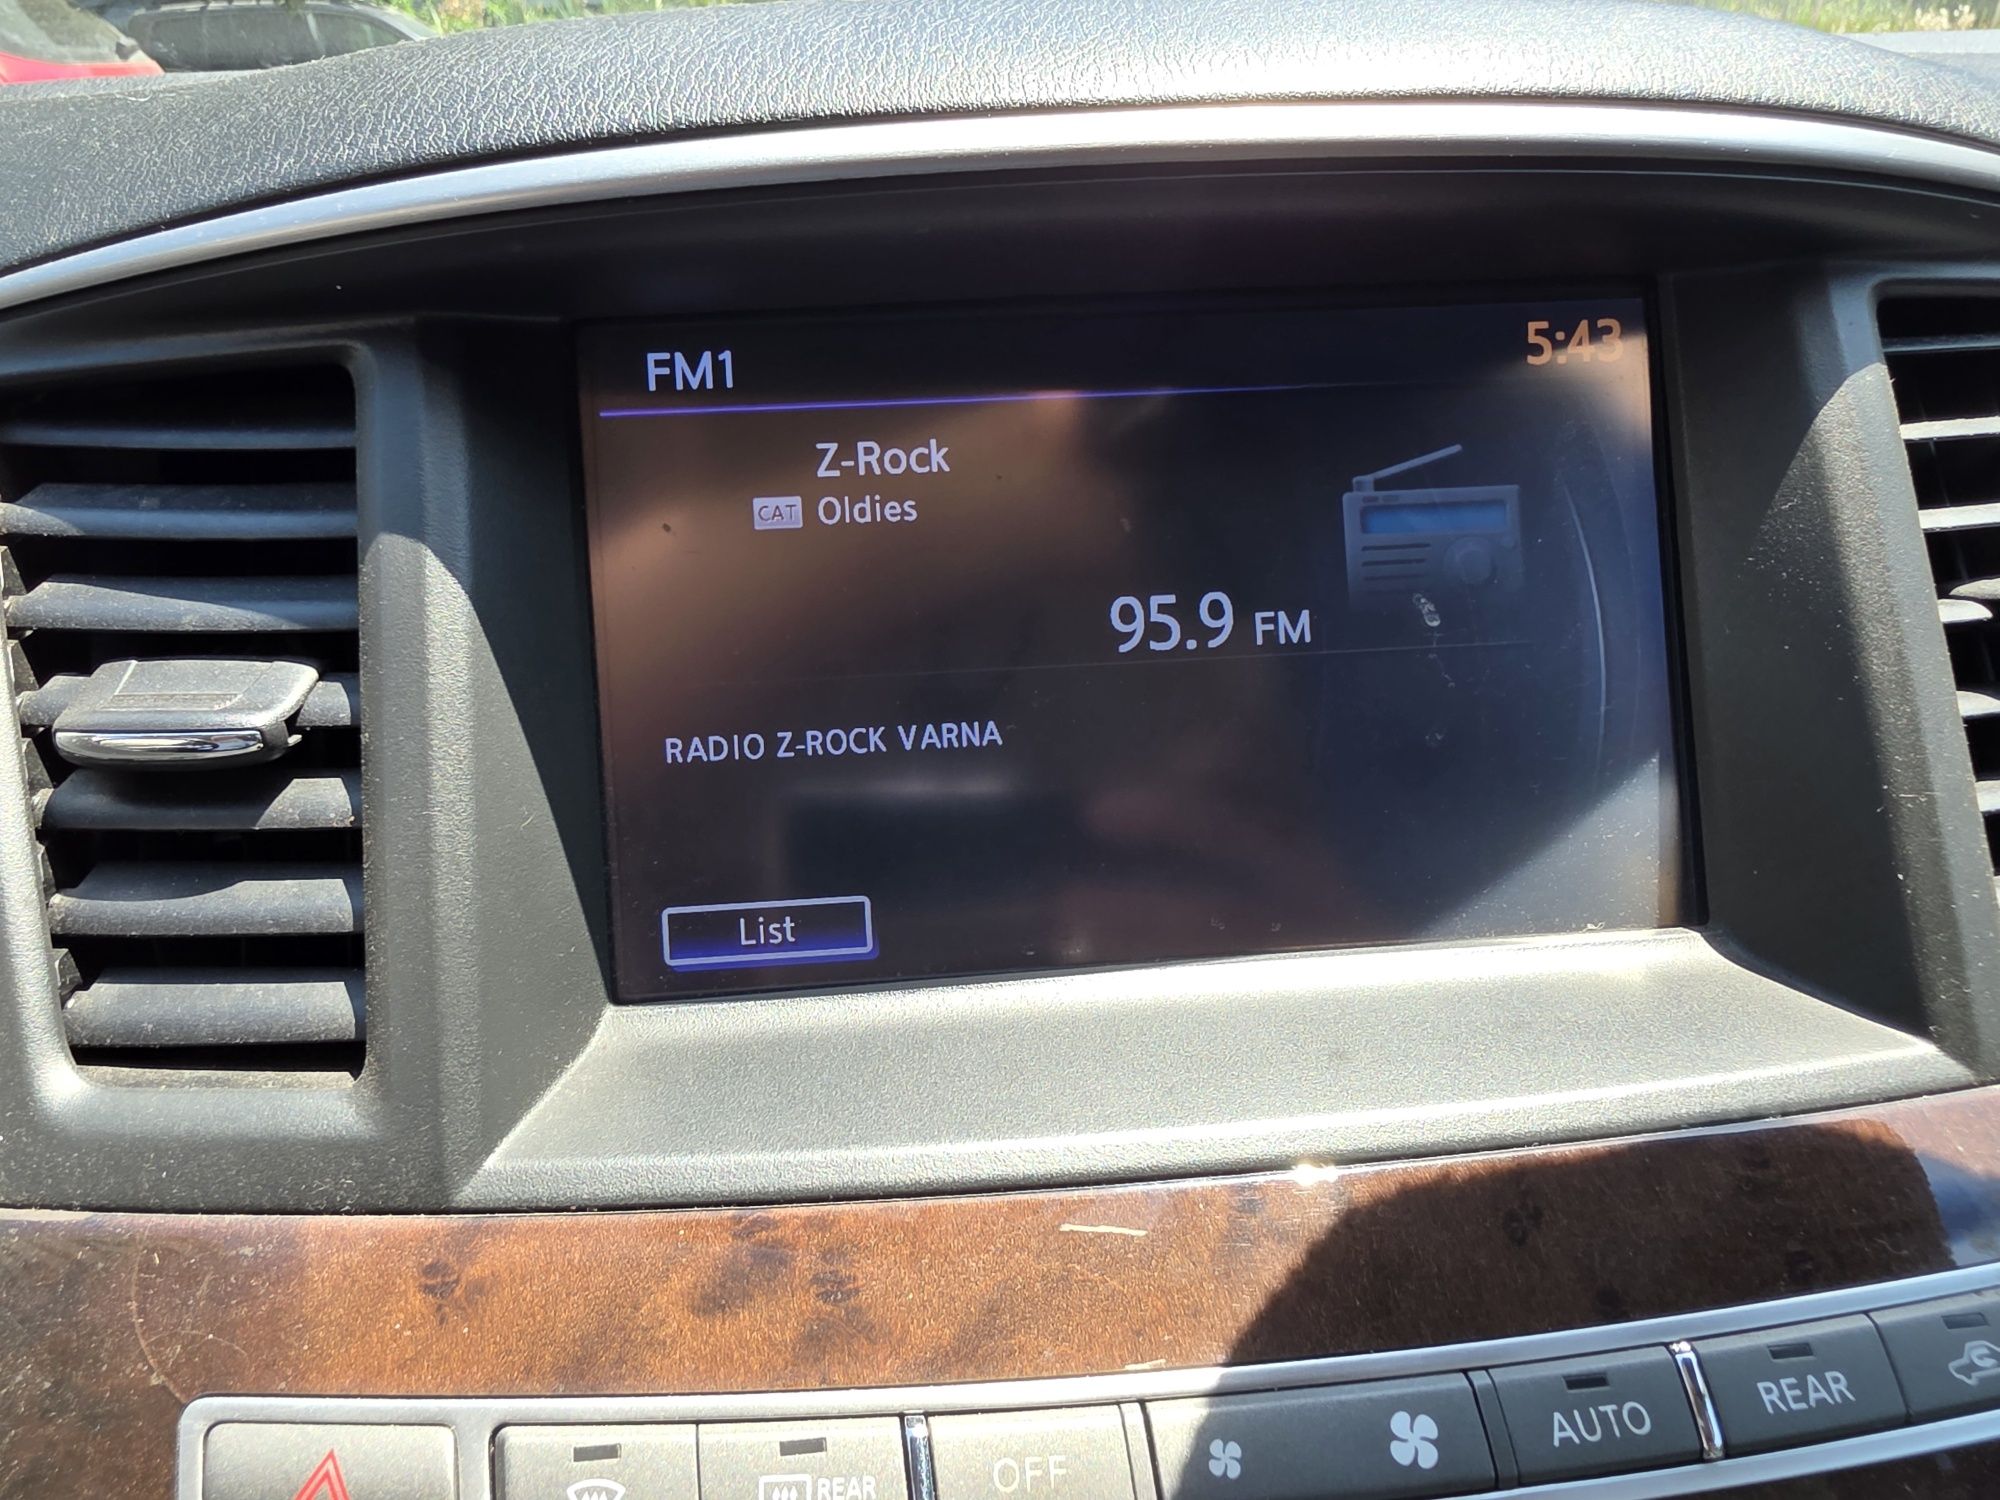 FM1
5:43
Z-Rock
CAT Oldies
95.9 FM
RADIO Z-ROCK VARNA
List
REAR
OFF
AUTO
REAR